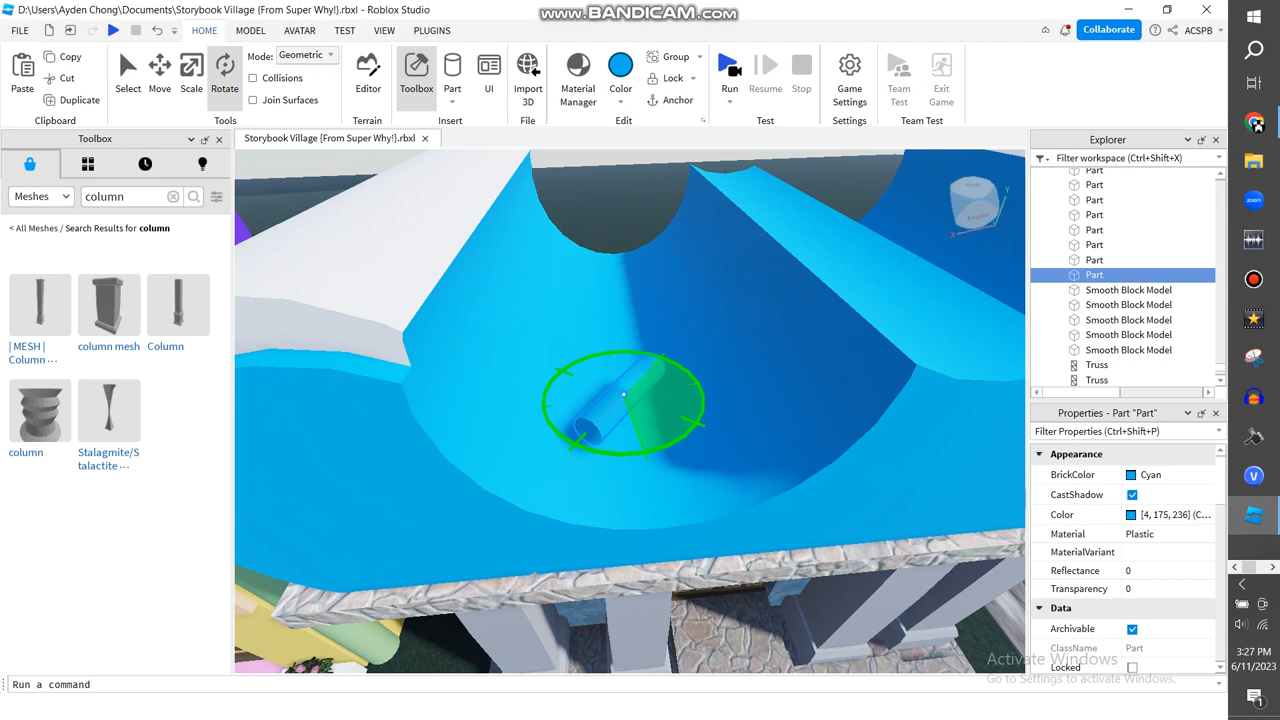 D:\Users\Ayden Chong\Documents\Storybook Village {From Super Why!}.rbxl - Roblox Studio
www.BANDICAM.com
FILE HOME MODEL AVATAR TEST VIEW PLUGINS Collaborate ACSPB
Paste Copy Cut Duplicate Clipboard
Select Move Scale Rotate Mode: Geometric Collisions Join Surfaces Tools
Editor Terrain
Toolbox Part UI Insert
Import 3D File
Material Manager Color Group Lock Anchor Edit
Run Resume Stop Test
Game Settings Settings
Team Test Exit Game Team Test
Toolbox
Storybook Village {From Super Why!}.rbxl
Explorer
Filter workspace (Ctrl+Shift+X)
Meshes column
< All Meshes / Search Results for column
| MESH | Column ...
column mesh
Column
column
Stalagmite/S talactite ...
Part
Part
Part
Part
Part
Part
Part
Part
Smooth Block Model
Smooth Block Model
Smooth Block Model
Smooth Block Model
Smooth Block Model
Truss
Truss
Properties - Part "Part"
Filter Properties (Ctrl+Shift+P)
Appearance
BrickColor Cyan
CastShadow
Color [4, 175, 236] (C...
Material Plastic
MaterialVariant
Reflectance 0
Transparency 0
Data
Archivable
ClassName Part
Locked
Activate Windows
Go to Settings to activate Windows.
Run a command
zoom
3:27 PM
6/11/2023
1
Y
X